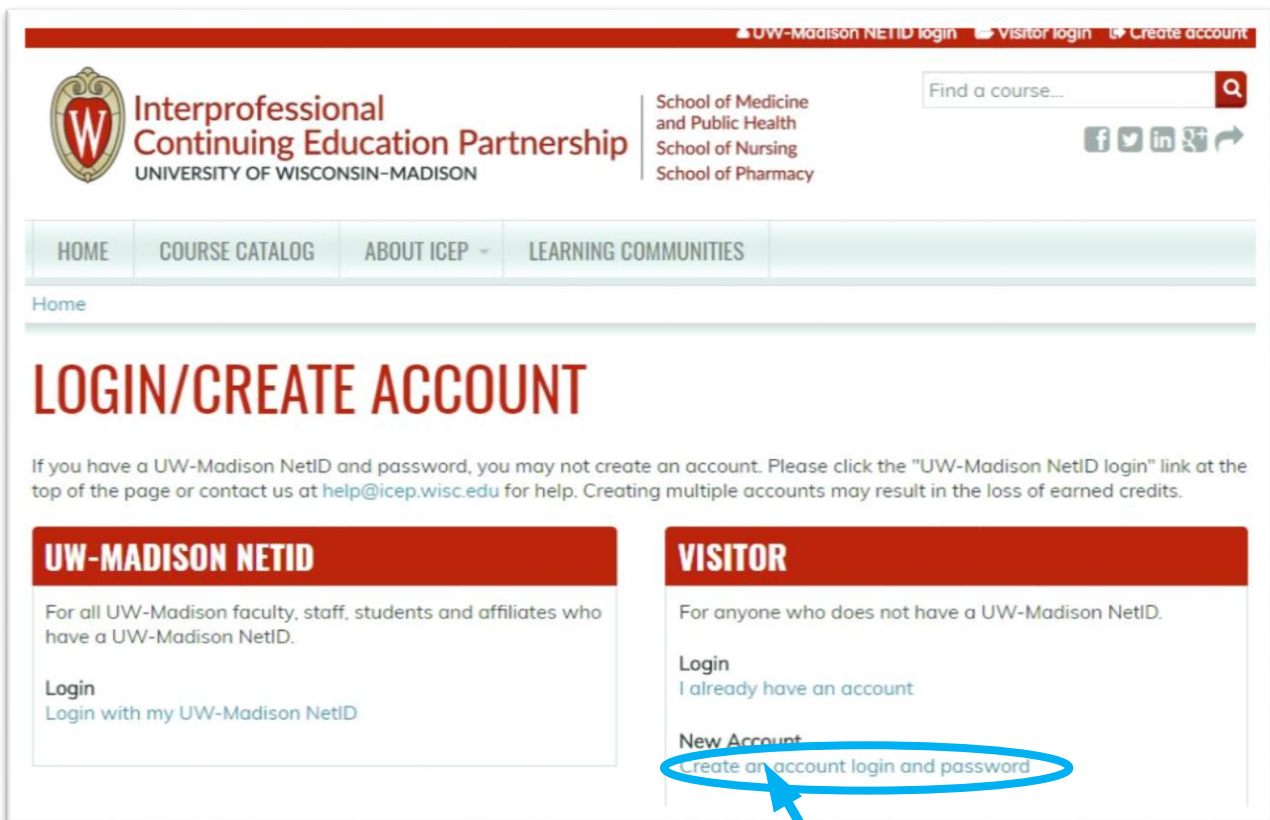 UW-Madison NETID login Visitor login Create account
Interprofessional
Continuing Education Partnership
UNIVERSITY OF WISCONSIN–MADISON
School of Medicine
and Public Health
School of Nursing
School of Pharmacy
Find a course...
HOME COURSE CATALOG ABOUT ICEP LEARNING COMMUNITIES
Home
LOGIN/CREATE ACCOUNT
If you have a UW-Madison NetID and password, you may not create an account. Please click the "UW-Madison NetID login" link at the
top of the page or contact us at help@icep.wisc.edu for help. Creating multiple accounts may result in the loss of earned credits.
UW-MADISON NETID
For all UW-Madison faculty, staff, students and affiliates who
have a UW-Madison NetID.
Login
Login with my UW-Madison NetID
VISITOR
For anyone who does not have a UW-Madison NetID.
Login
I already have an account
New Account
Create an account login and password